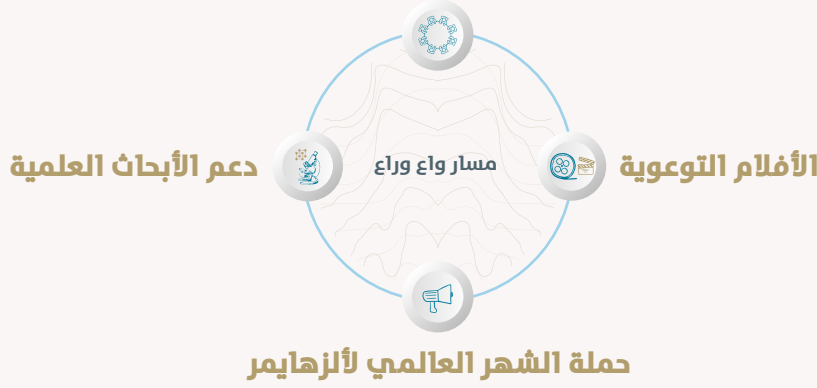 الأفلام التوعوية
مسار واع وراع
دعم الأبحاث العلمية
حملة الشهر العالمي لألزهايمر